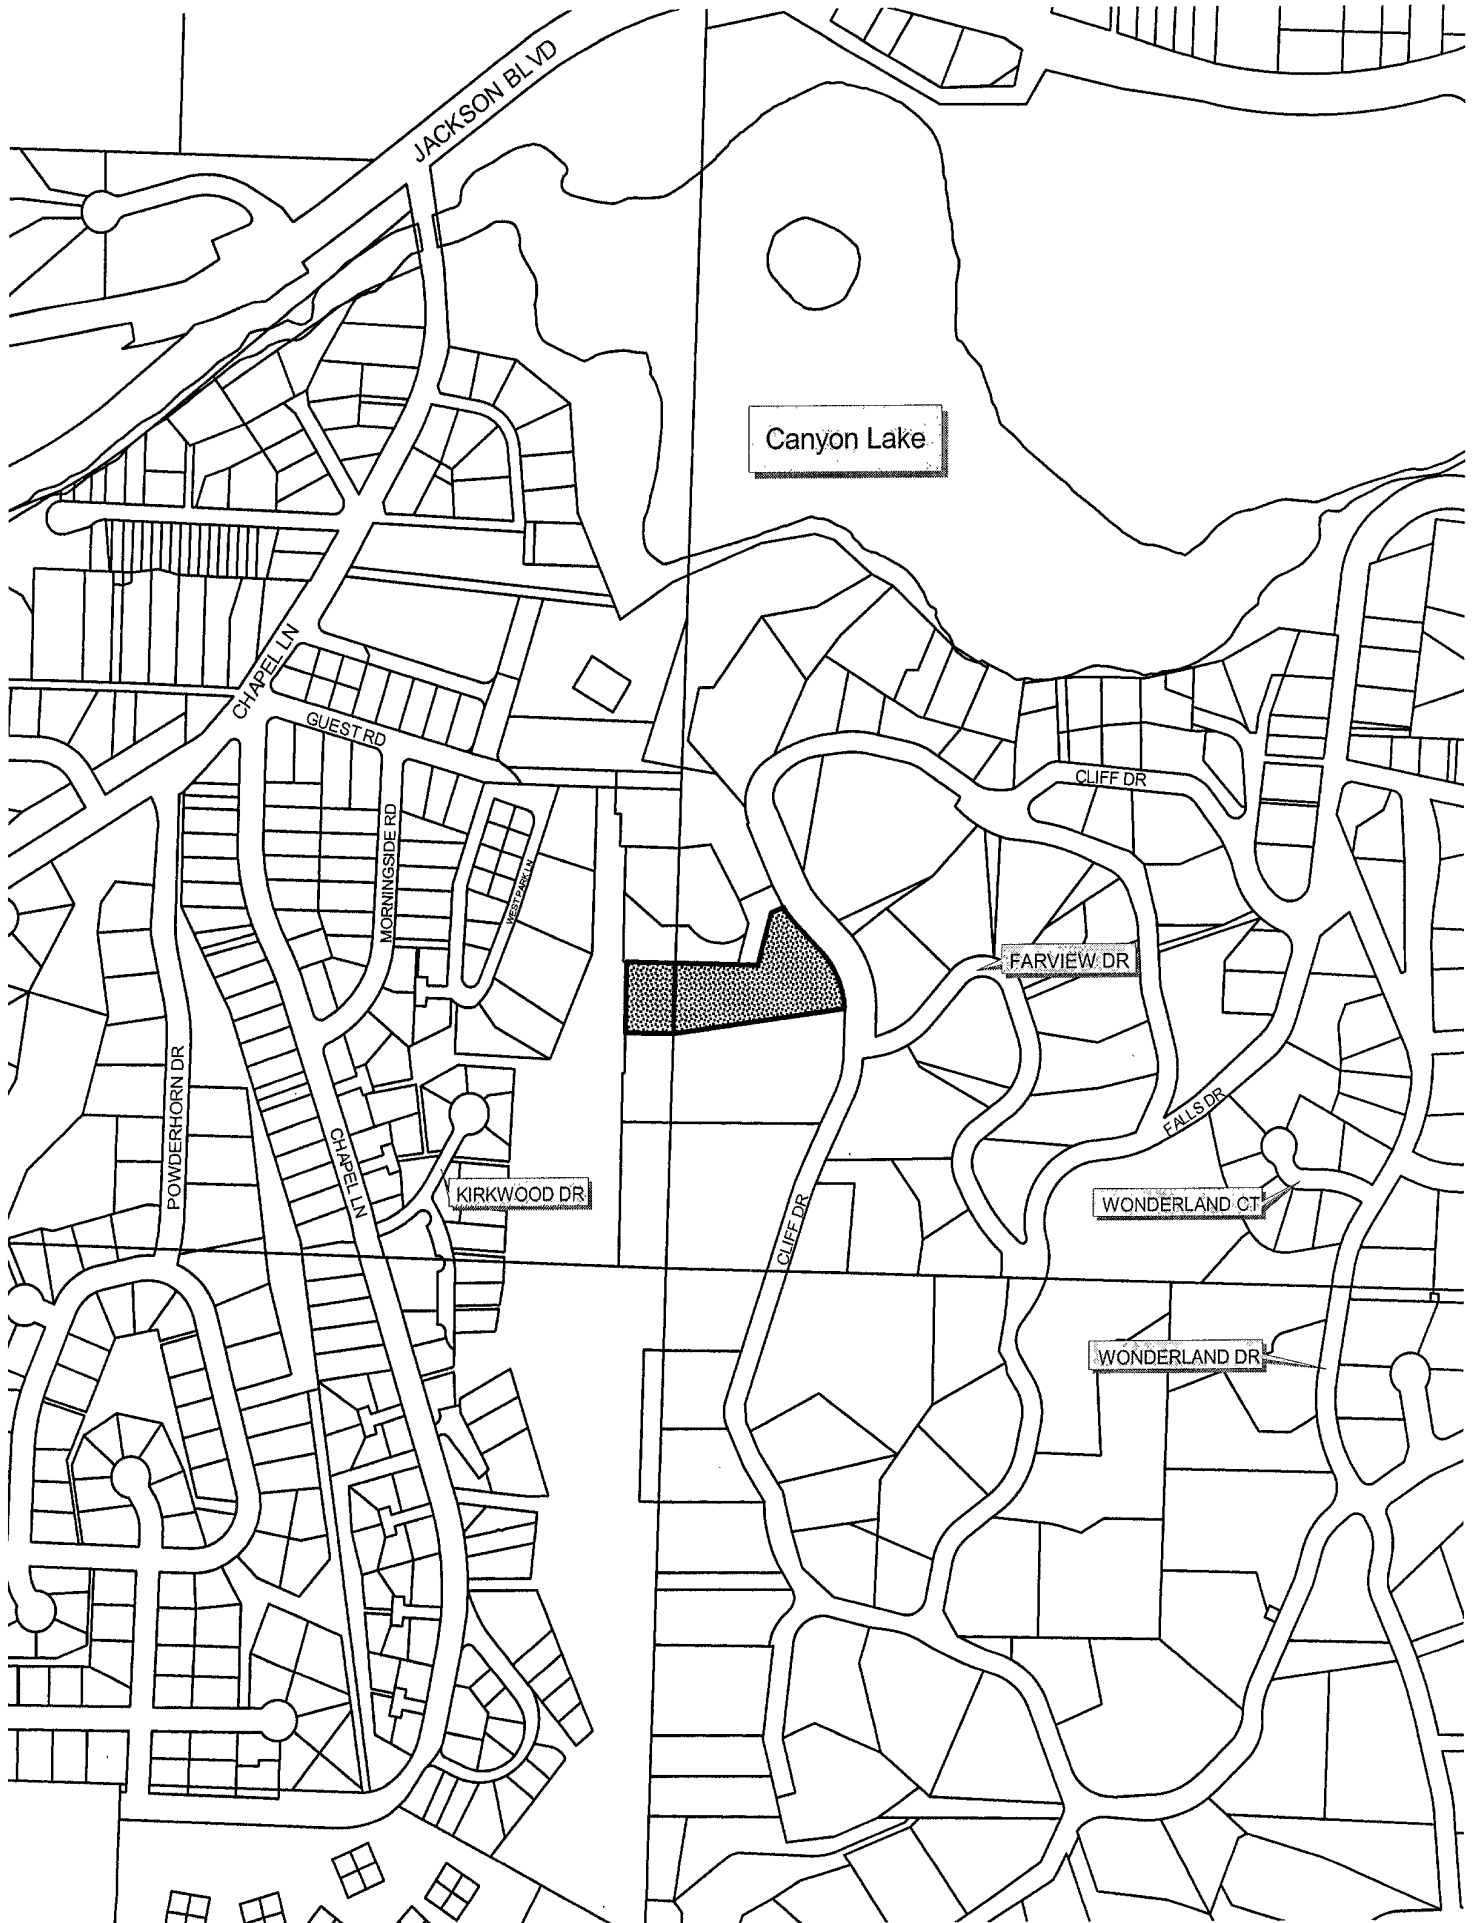 JACKSON BLVD
Canyon Lake
CHAPEL LN
GUEST RD
CLIFF DR
MORNINGSIDE RD
WEST PARK LN
FARVIEW DR
POWDERHORN DR
FALLS DR
CHAPEL LN
KIRKWOOD DR
WONDERLAND CT
CLIFF DR
WONDERLAND DR